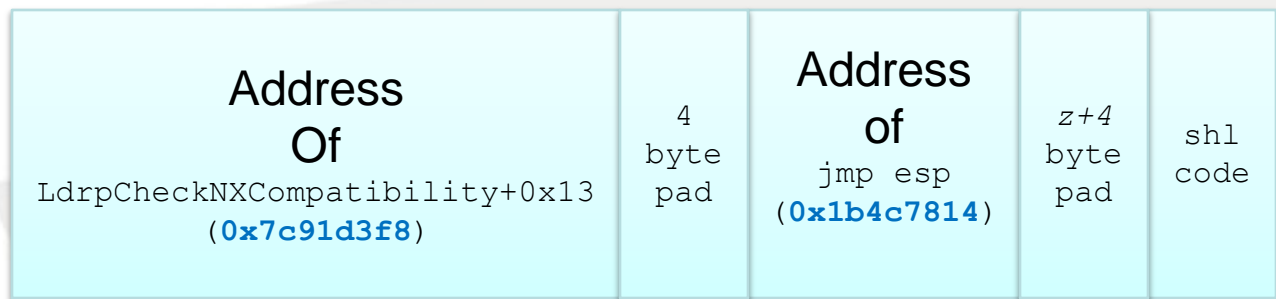 Address
Of
LdrpCheckNXCompatibility+0x13
(0x7c91d3f8)
4
byte
pad
Address
of
jmp esp
(0x1b4c7814)
z+4
byte
pad
shl
code